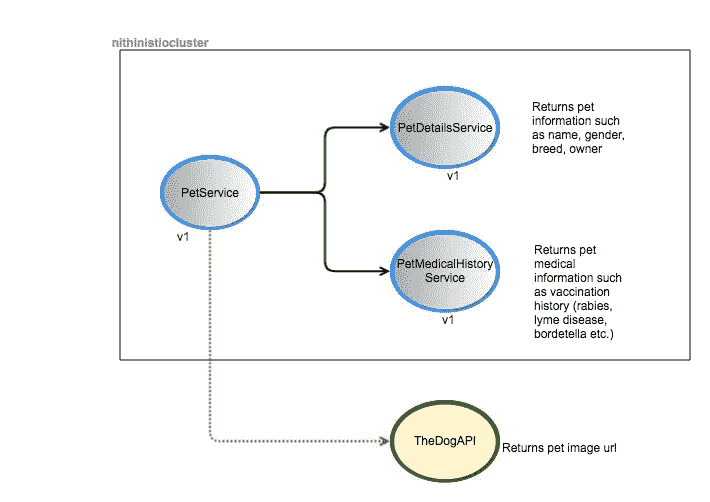 nithinistiocluster
PetDetailsService
v1
Returns pet
information such
as name, gender,
breed, owner
PetService
v1
PetMedicalHistory
Service
v1
Returns pet
medical
information such
as vaccination
history (rabies,
lyme disease,
bordetella etc.)
TheDogAPI
Returns pet image url